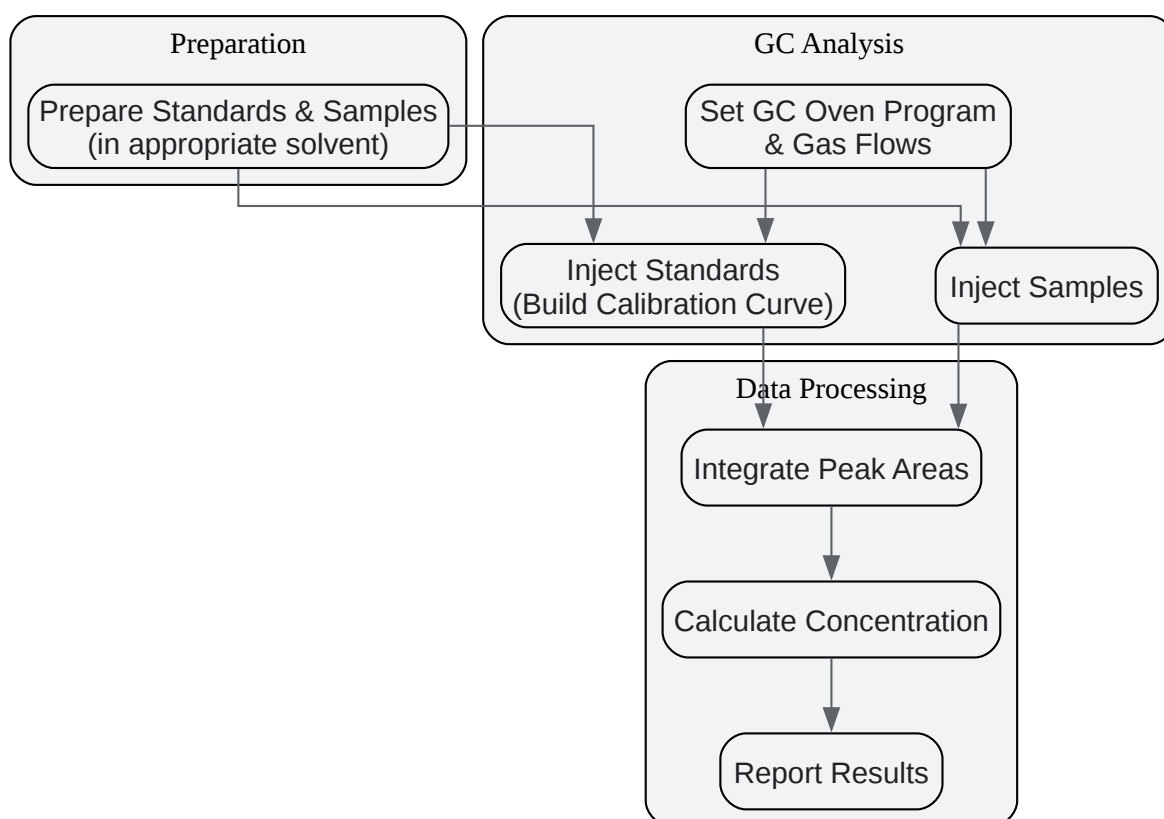 Preparation
Prepare Standards & Samples
(in appropriate solvent)
GC Analysis
Set GC Oven Program
& Gas Flows
Inject Standards
(Build Calibration Curve)
Inject Samples
Data Processing
Integrate Peak Areas
Calculate Concentration
Report Results